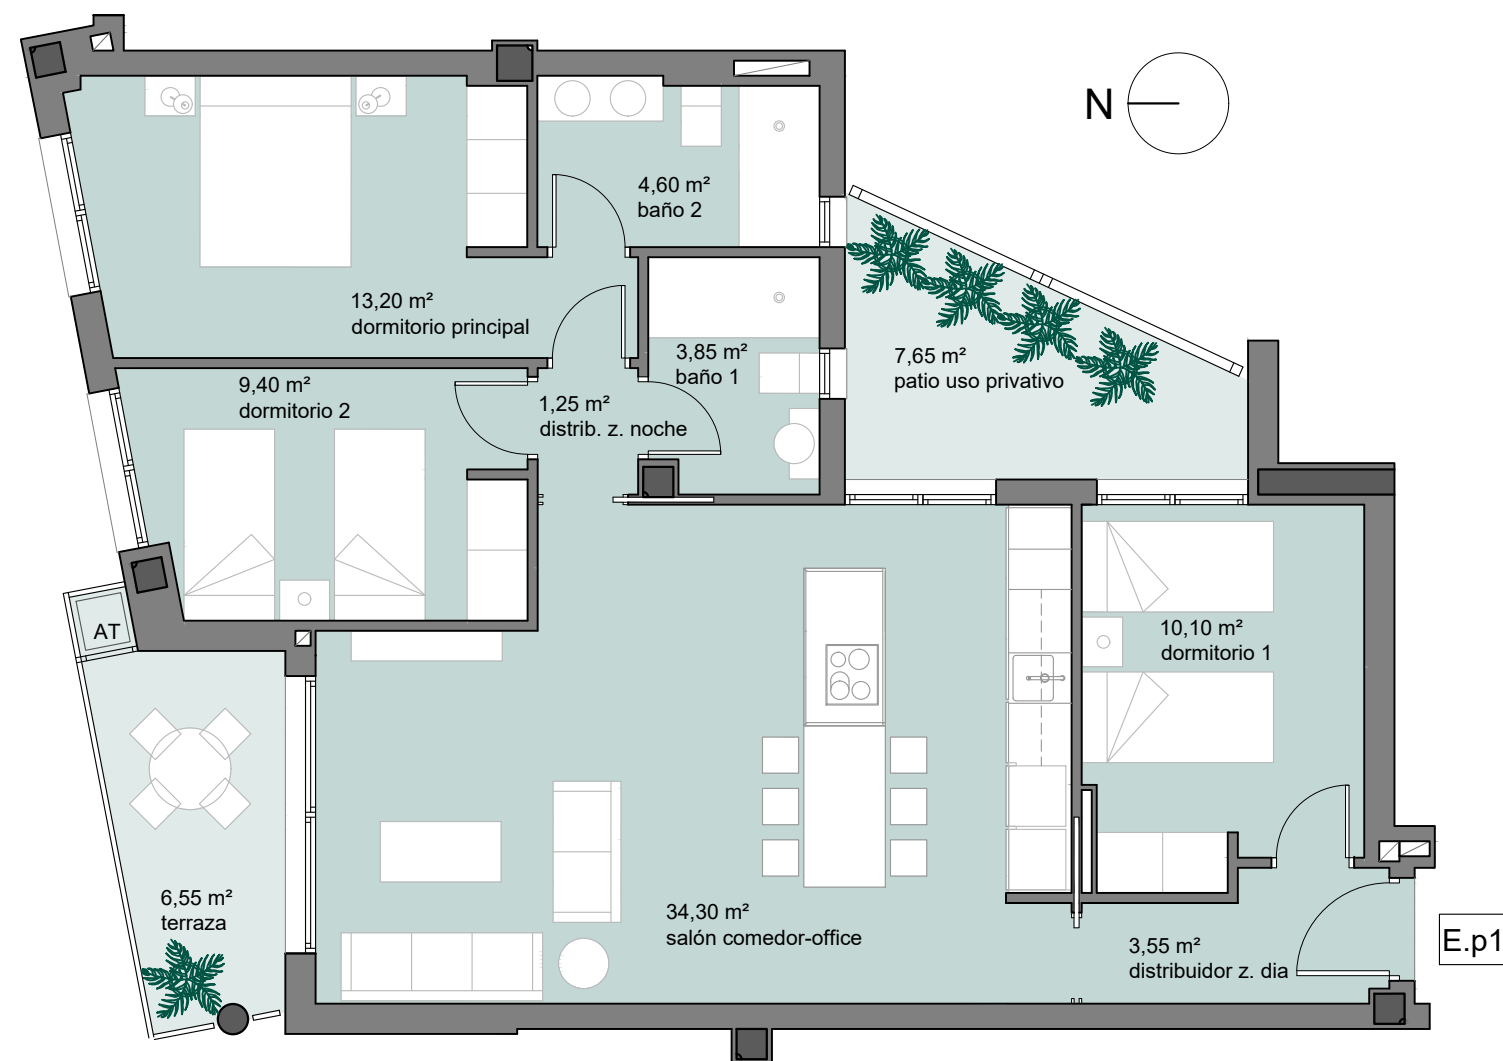 N
4,60 m²
baño 2
13,20 m²
dormitorio principal
3,85 m²
baño 1
7,65 m²
patio uso privativo
9,40 m²
dormitorio 2
1,25 m²
distrib. z. noche
AT
10,10 m²
dormitorio 1
6,55 m²
terraza
34,30 m²
salón comedor-office
3,55 m²
distribuidor z. dia
E.p1